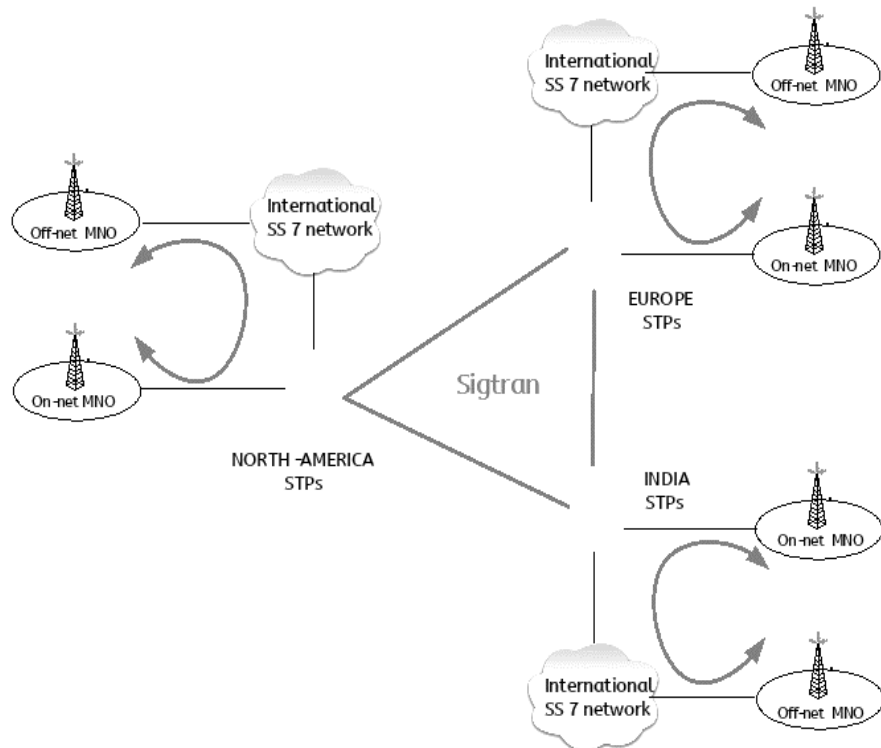 International
SS 7 network
Off-net MNO
On-net MNO
EUROPE
STPs
International
SS 7 network
Off-net MNO
On-net MNO
NORTH -AMERICA
STPs
Sigtran
INDIA
STPs
On-net MNO
International
SS 7 network
Off-net MNO